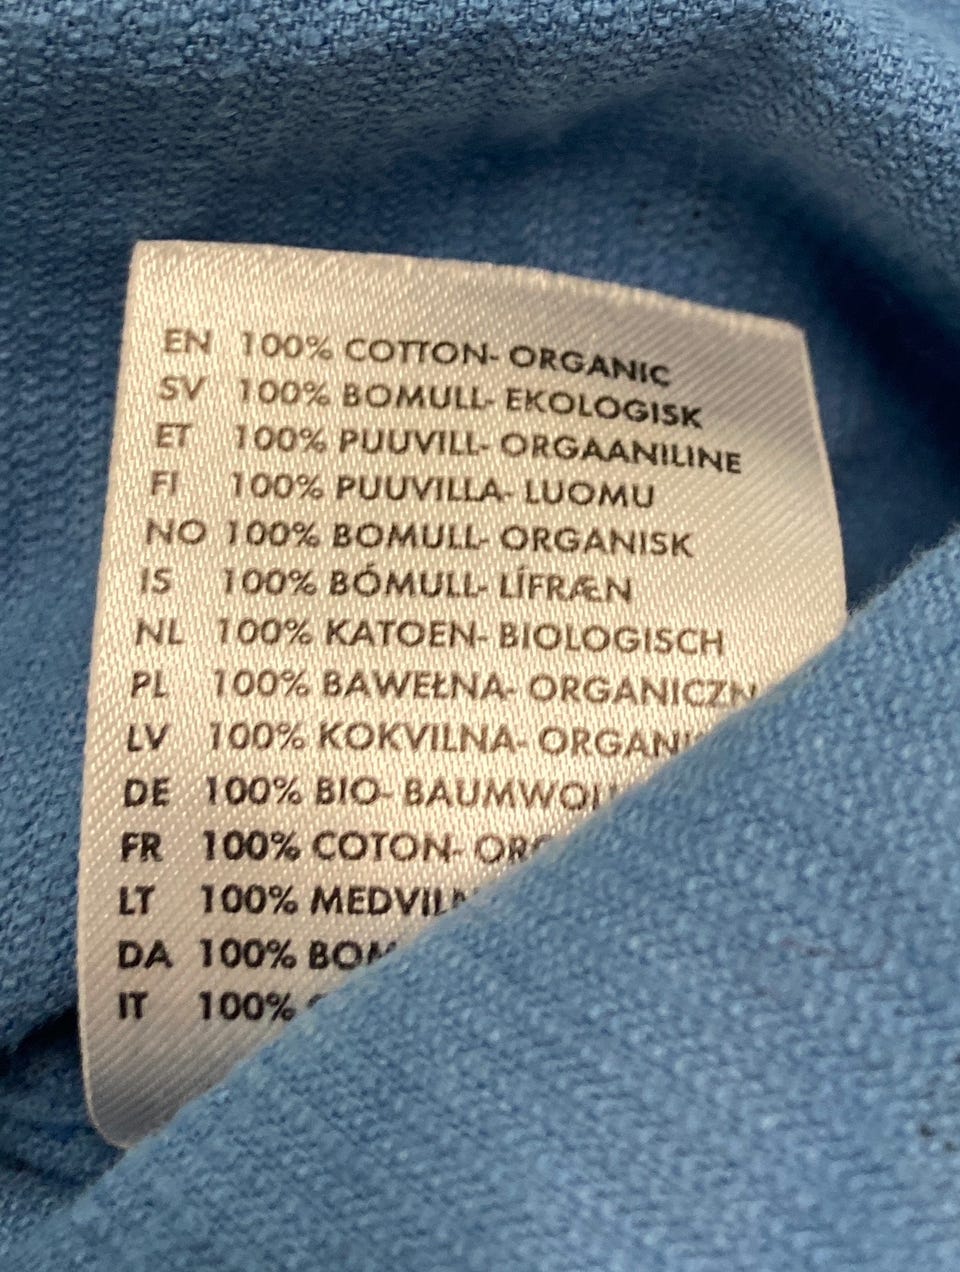 EN 100% COTTON- ORGANIC
SV 100% BOMULL- EKOLOGISK
ET 100% PUUVILL- ORGAANILINE
FI 100% PUUVILLA- LUOMU
NO 100% BOMULL- ORGANISK
IS 100% BÓMULL- LÍFRÆN
NL 100% KATOEN- BIOLOGISCH
PL 100% BAWEŁNA-
LV 100% KOKVILNA-
DE 100% BIO-
FR 100% COTON-
LT 100%
DA 100%
IT 100%